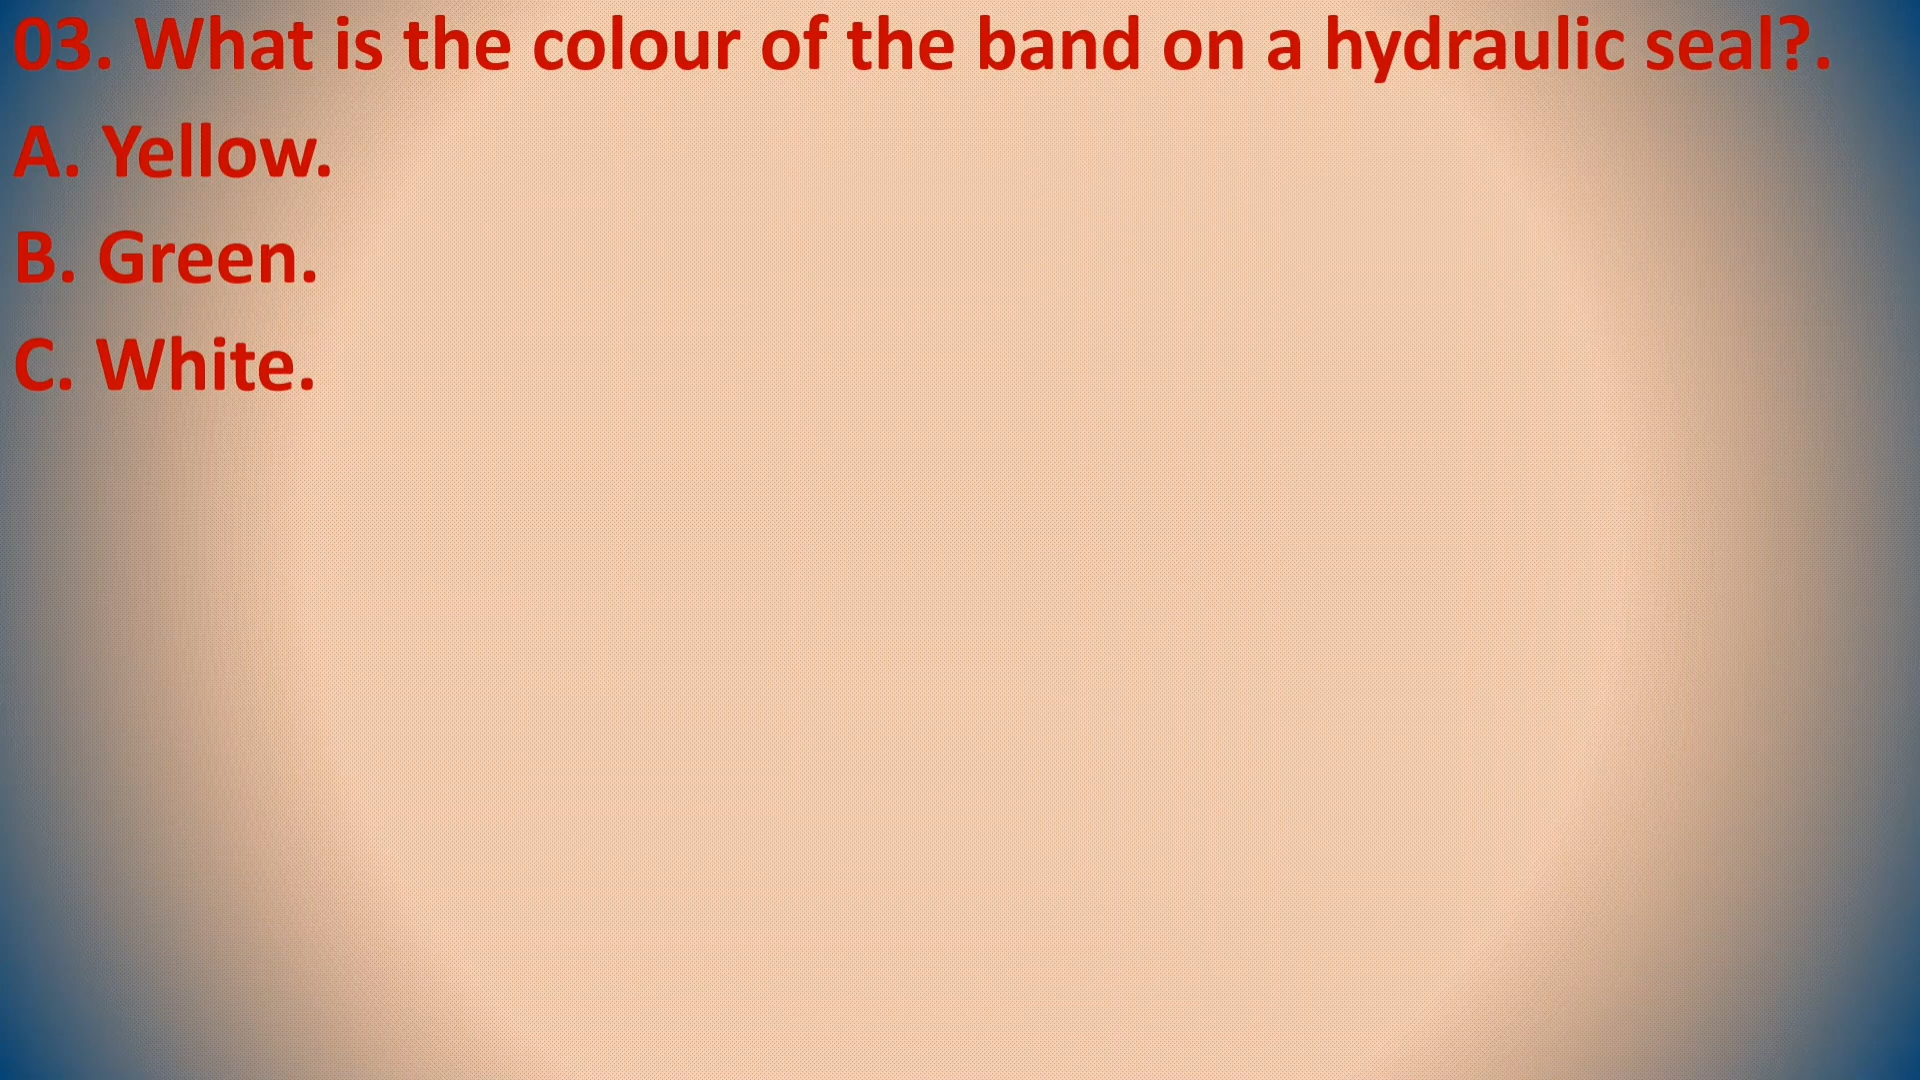 03. What is the colour of the band on a hydraulic seal?.
A. Yellow.
B. Green.
C. White.